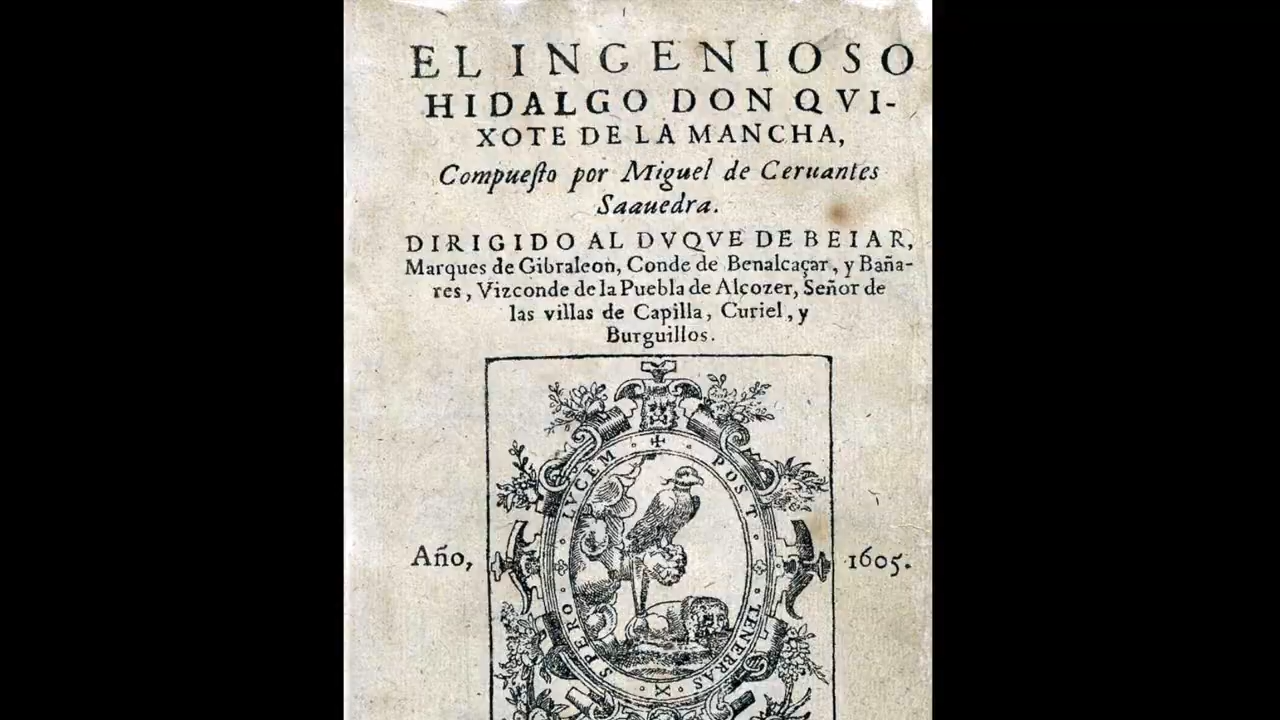 EL INGENIOSO
HIDALGO DON QVI-
XOTE DE LA MANCHA,
Compuesto por Miguel de Ceruantes
Saauedra.
DIRIGIDO AL DVQVE DE BEIAR,
Marques de Gibraleon, Conde de Benalcaçar, y Baña-
res, Vizconde de la Puebla de Alcozer, Señor de
las villas de Capilla, Curiel, y
Burguillos.
Año, 1605.
POST TENEBRAS SPERO LVCEM